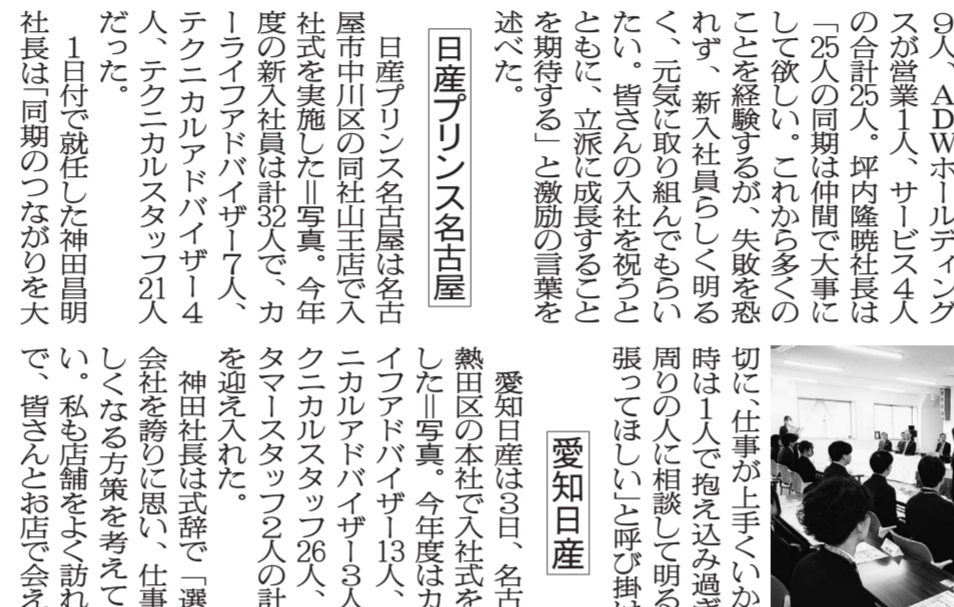 9人、ADWホールディング
スが営業1人、サービス4人
の合計25人。坪内隆暁社長は
「25人の同期は仲間で大事に
して欲しい。これから多くの
ことを経験するが、失敗を恐
れず、新入社員らしく明る
く、元気に取り組んでもらい
たい。皆さんの入社を祝うと
ともに、立派に成長すること
を期待する」と激励の言葉を
述べた。
日産プリンス名古屋
日産プリンス名古屋は名古
屋市中川区の同社山王店で入
社式を実施した＝写真。今年
度の新入社員は計32人で、カ
ーライフアドバイザー7人、
テクニカルアドバイザー4
人、テクニカルスタッフ21人
だった。
1日付で就任した神田昌明
社長は「同期のつながりを大
切に、仕事が上手くいか
時は1人で抱え込み過ぎ
周りの人に相談して明る
張ってほしい」と呼び掛け
愛知日産
愛知日産は3日、名古
熱田区の本社で入社式を
した＝写真。今年度はカ
イフアドバイザー13人、
ニカルアドバイザー3人
クニカルスタッフ26人、
タマースタッフ2人の計
を迎え入れた。
神田社長は式辞で「選
会社を誇りに思い、仕事
しくなる方策を考えて
い。私も店舗をよく訪れ
で、皆さんとお店で会え